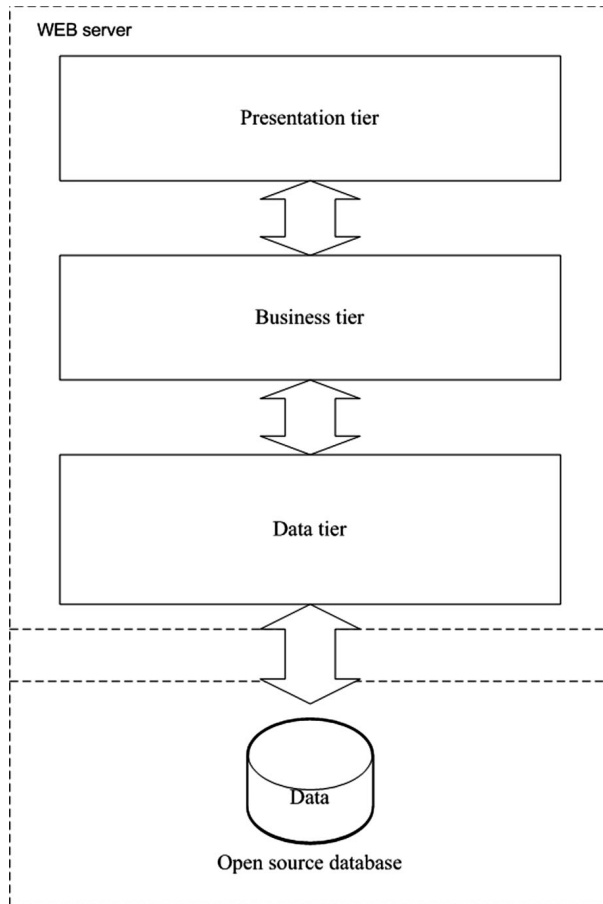 WEB server
Presentation tier
Business tier
Data tier
Data
Open source database